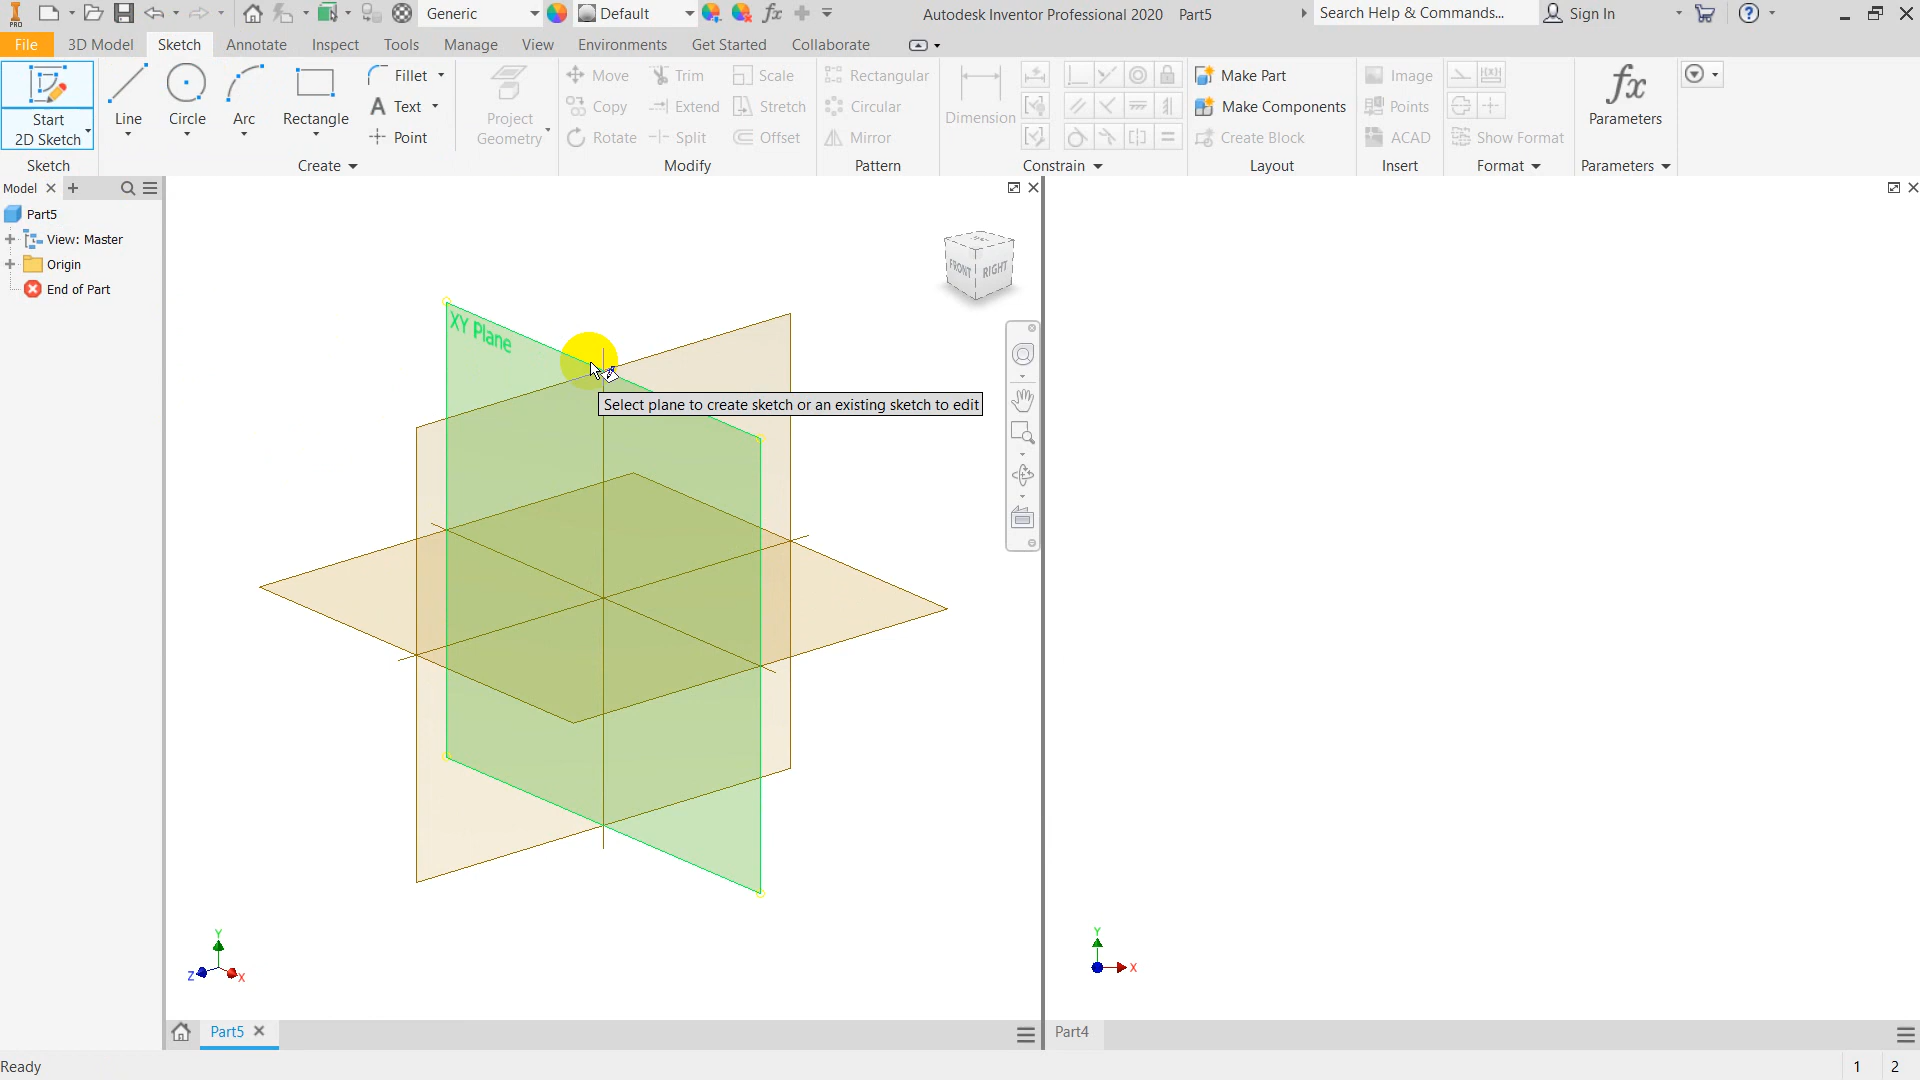 PRO
Generic
Default
fx
Autodesk Inventor Professional 2020 Part5
Search Help & Commands...
Sign In
File
3D Model
Sketch
Annotate
Inspect
Tools
Manage
View
Environments
Get Started
Collaborate
Start
2D Sketch
Line
Circle
Arc
Rectangle
Fillet
Text
Point
Project
Geometry
Move
Copy
Rotate
Trim
Extend
Split
Scale
Stretch
Offset
Rectangular
Circular
Mirror
Dimension
Make Part
Make Components
Create Block
Image
Points
ACAD
Show Format
fx
Parameters
Sketch
Create
Modify
Pattern
Constrain
Layout
Insert
Format
Parameters
Model
Part5
View: Master
Origin
End of Part
XY Plane
Select plane to create sketch or an existing sketch to edit
FRONT
RIGHT
Y
Z
X
Y
X
Part5
Part4
Ready
1
2